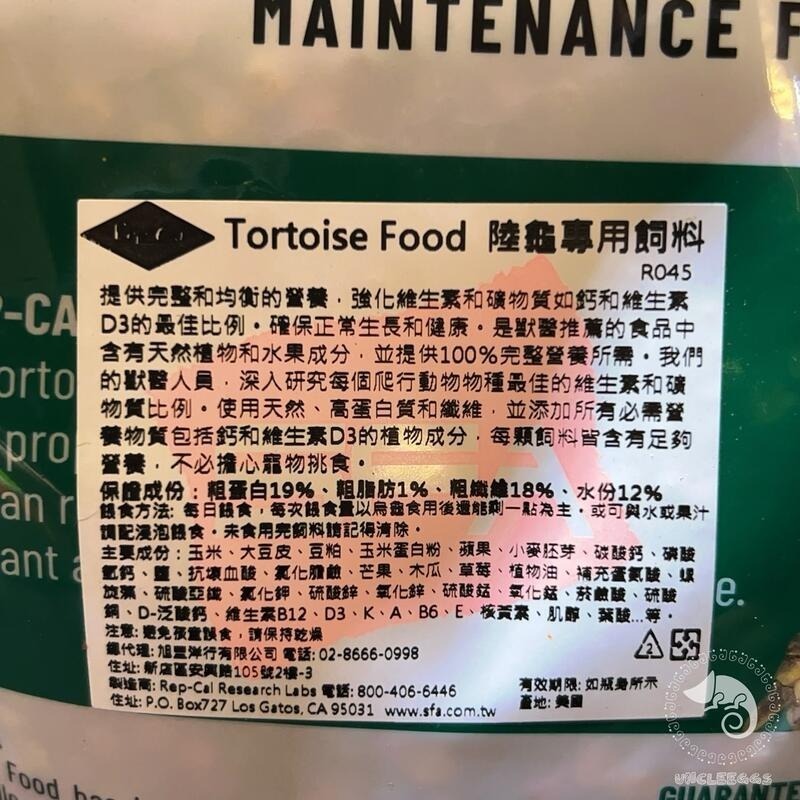 MAINTENANCE F
Rep-Cal Tortoise Food 陸龜專用飼料
R045
提供完整和均衡的營養，強化維生素和礦物質如鈣和維生素
D3的最佳比例。確保正常生長和健康。是獸醫推薦的食品中
含有天然植物和水果成分，並提供100%完整營養所需。我們
的獸醫人員，深入研究每個爬行動物物種最佳的維生素和礦
物質比例。使用天然、高蛋白質和纖維，並添加所有必需營
養物質包括鈣和維生素D3的植物成分，每顆飼料皆含有足夠
營養，不必擔心寵物挑食。
保證成份：粗蛋白19%、粗脂肪1%、粗纖維18%、水份12%
餵食方法: 每日餵食，每次餵食量以烏龜食用後還能剩一點為主。或可與水或果汁
調配浸泡餵食。未食用完飼料請記得清除。
主要成份：玉米、大豆皮、豆粕、玉米蛋白粉、蘋果、小麥胚芽、碳酸鈣、磷酸
氫鈣、鹽、抗壞血酸、氯化膽鹼、芒果、木瓜、草莓、植物油、補充蛋氨酸、螺
旋藻、硫酸亞鐵、氯化鉀、硫酸鋅、氧化鋅、硫酸錳、氧化錳、菸鹼酸、硫酸
銅、D-泛酸鈣、維生素B12、D3、K、A、B6、E、核黃素、肌醇、葉酸...等。
注意: 避免孩童誤食，請保持乾燥
總代理: 旭豐洋行有限公司 電話: 02-8666-0998
住址: 新店區安興路105號2樓-3
製造商: Rep-Cal Research Labs 電話: 800-406-6446
有效期限: 如瓶身所示
住址: P.O. Box727 Los Gatos, CA 95031 www.sfa.com.tw
產地: 美國
2
P-CA
orto
pro
an r
ant a
e.
Food
UNCLEEGGS
GUARANTE